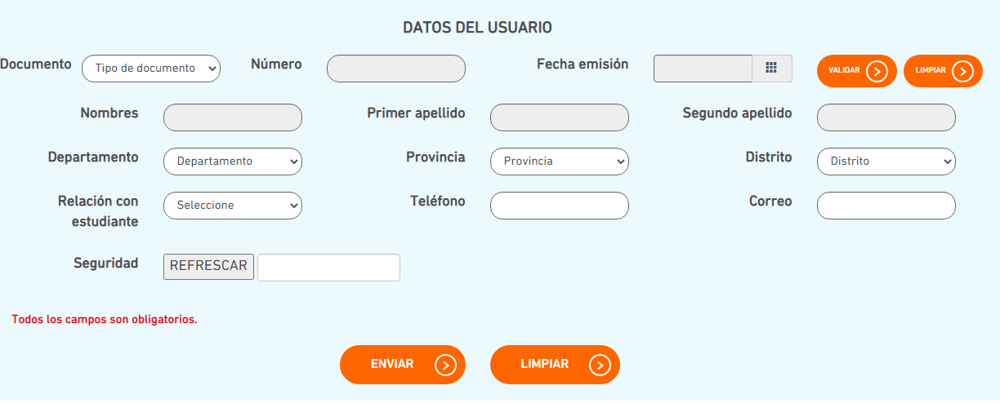 DATOS DEL USUARIO
Documento Tipo de documento Número Fecha emisión VALIDAR LIMPIAR
Nombres Primer apellido Segundo apellido
Departamento Departamento Provincia Provincia Distrito Distrito
Relación con Seleccione Teléfono Correo
estudiante
Seguridad REFRESCAR
Todos los campos son obligatorios.
ENVIAR LIMPIAR